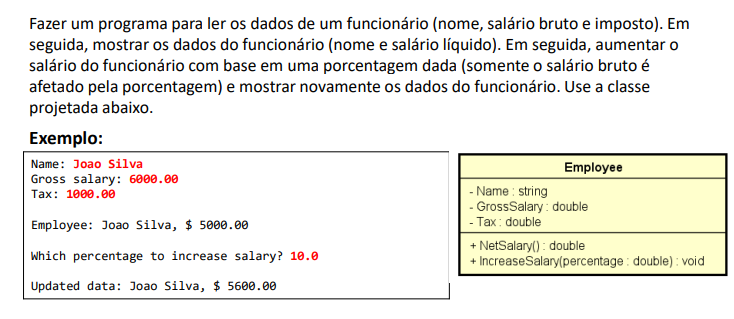 Fazer um programa para ler os dados de um funcionário (nome, salário bruto e imposto). Em
seguida, mostrar os dados do funcionário (nome e salário líquido). Em seguida, aumentar o
salário do funcionário com base em uma porcentagem dada (somente o salário bruto é
afetado pela porcentagem) e mostrar novamente os dados do funcionário. Use a classe
projetada abaixo.
Exemplo:
Name: Joao Silva
Gross salary: 6000.00
Tax: 1000.00
Employee: Joao Silva, $ 5000.00
Which percentage to increase salary? 10.0
Updated data: Joao Silva, $ 5600.00
Employee
- Name : string
- GrossSalary : double
- Tax : double
+ NetSalary() : double
+ IncreaseSalary(percentage : double) : void